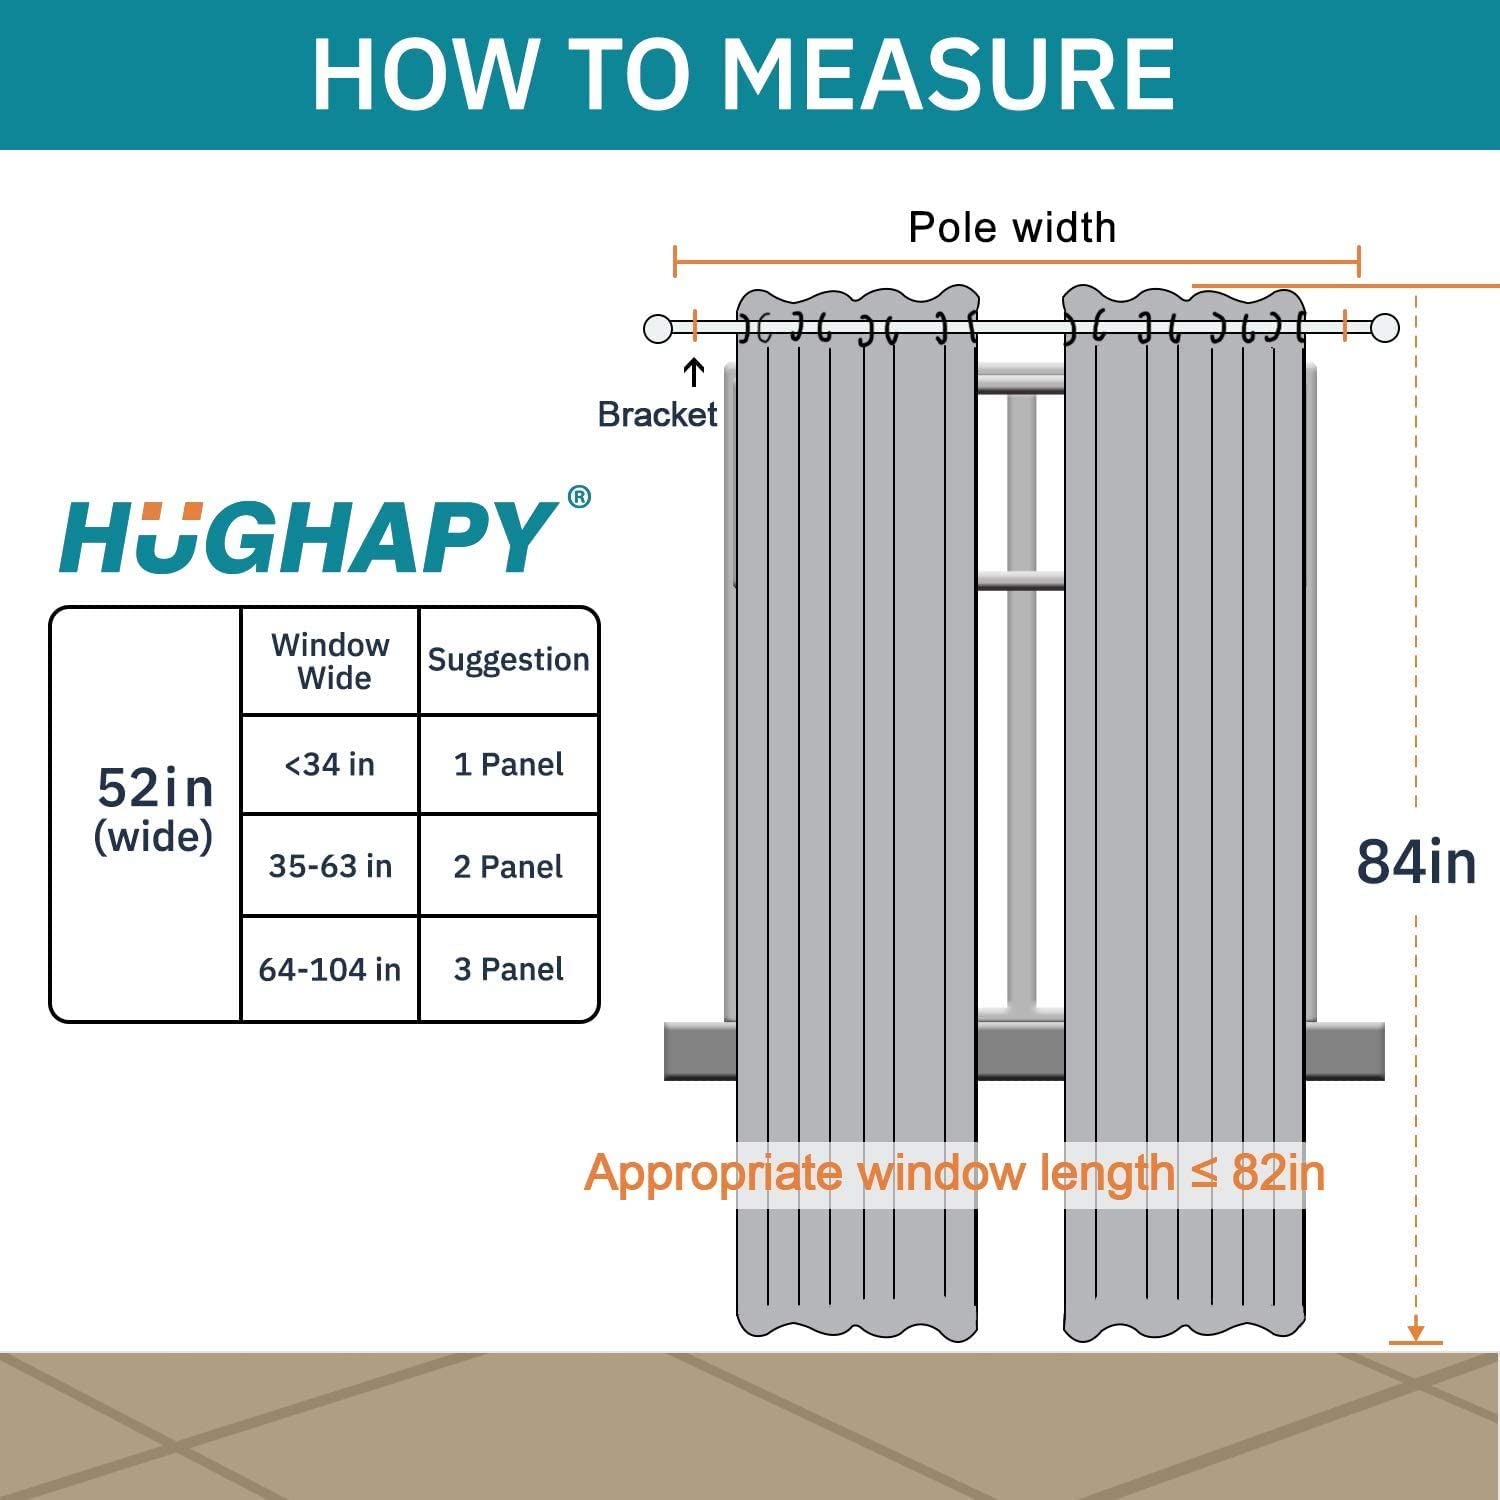 HOW TO MEASURE
Pole width
Bracket
HÜGHAPY®
52in
(wide)
Window
Wide
Suggestion
<34 in
1 Panel
35-63 in
2 Panel
64-104 in
3 Panel
84in
Appropriate window length ≤ 82in